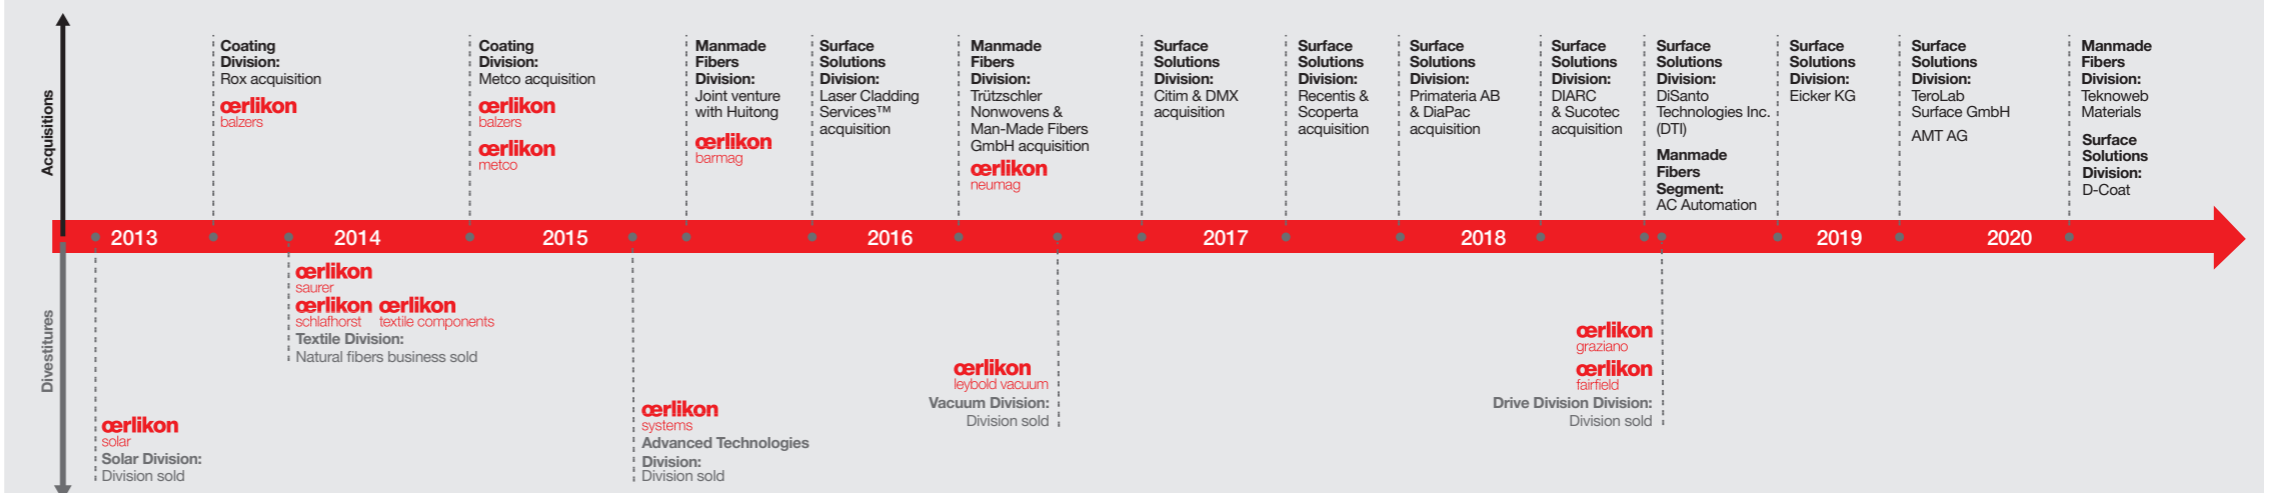 Acquisitions
Coating
Division:
Rox acquisition
œrlikon
balzers
Coating
Division:
Metco acquisition
œrlikon
balzers
œrlikon
metco
Manmade
Fibers
Division:
Joint venture
with Huitong
œrlikon
barmag
Surface
Solutions
Division:
Laser Cladding
Services™
acquisition
Manmade
Fibers
Division:
Trützschler
Nonwovens &
Man-Made Fibers
GmbH acquisition
œrlikon
neumag
Surface
Solutions
Division:
Citim & DMX
acquisition
Surface
Solutions
Division:
Recentis &
Scoperta
acquisition
Surface
Solutions
Division:
Primateria AB
& DiaPac
acquisition
Surface
Solutions
Division:
DIARC
& Sucotec
acquisition
Surface
Solutions
Division:
DiSanto
Technologies Inc.
(DTI)
Manmade
Fibers
Segment:
AC Automation
Surface
Solutions
Division:
Eicker KG
Surface
Solutions
Division:
TeroLab
Surface GmbH
AMT AG
Manmade
Fibers
Division:
Teknoweb
Materials
Surface
Solutions
Division:
D-Coat
2013 2014 2015 2016 2017 2018 2019 2020
Divestitures
œrlikon
solar
Solar Division:
Division sold
œrlikon
saurer
œrlikon œrlikon
schlafhorst textile components
Textile Division:
Natural fibers business sold
œrlikon
systems
Advanced Technologies
Division:
Division sold
œrlikon
leybold vacuum
Vacuum Division:
Division sold
œrlikon
graziano
œrlikon
fairfield
Drive Division Division:
Division sold